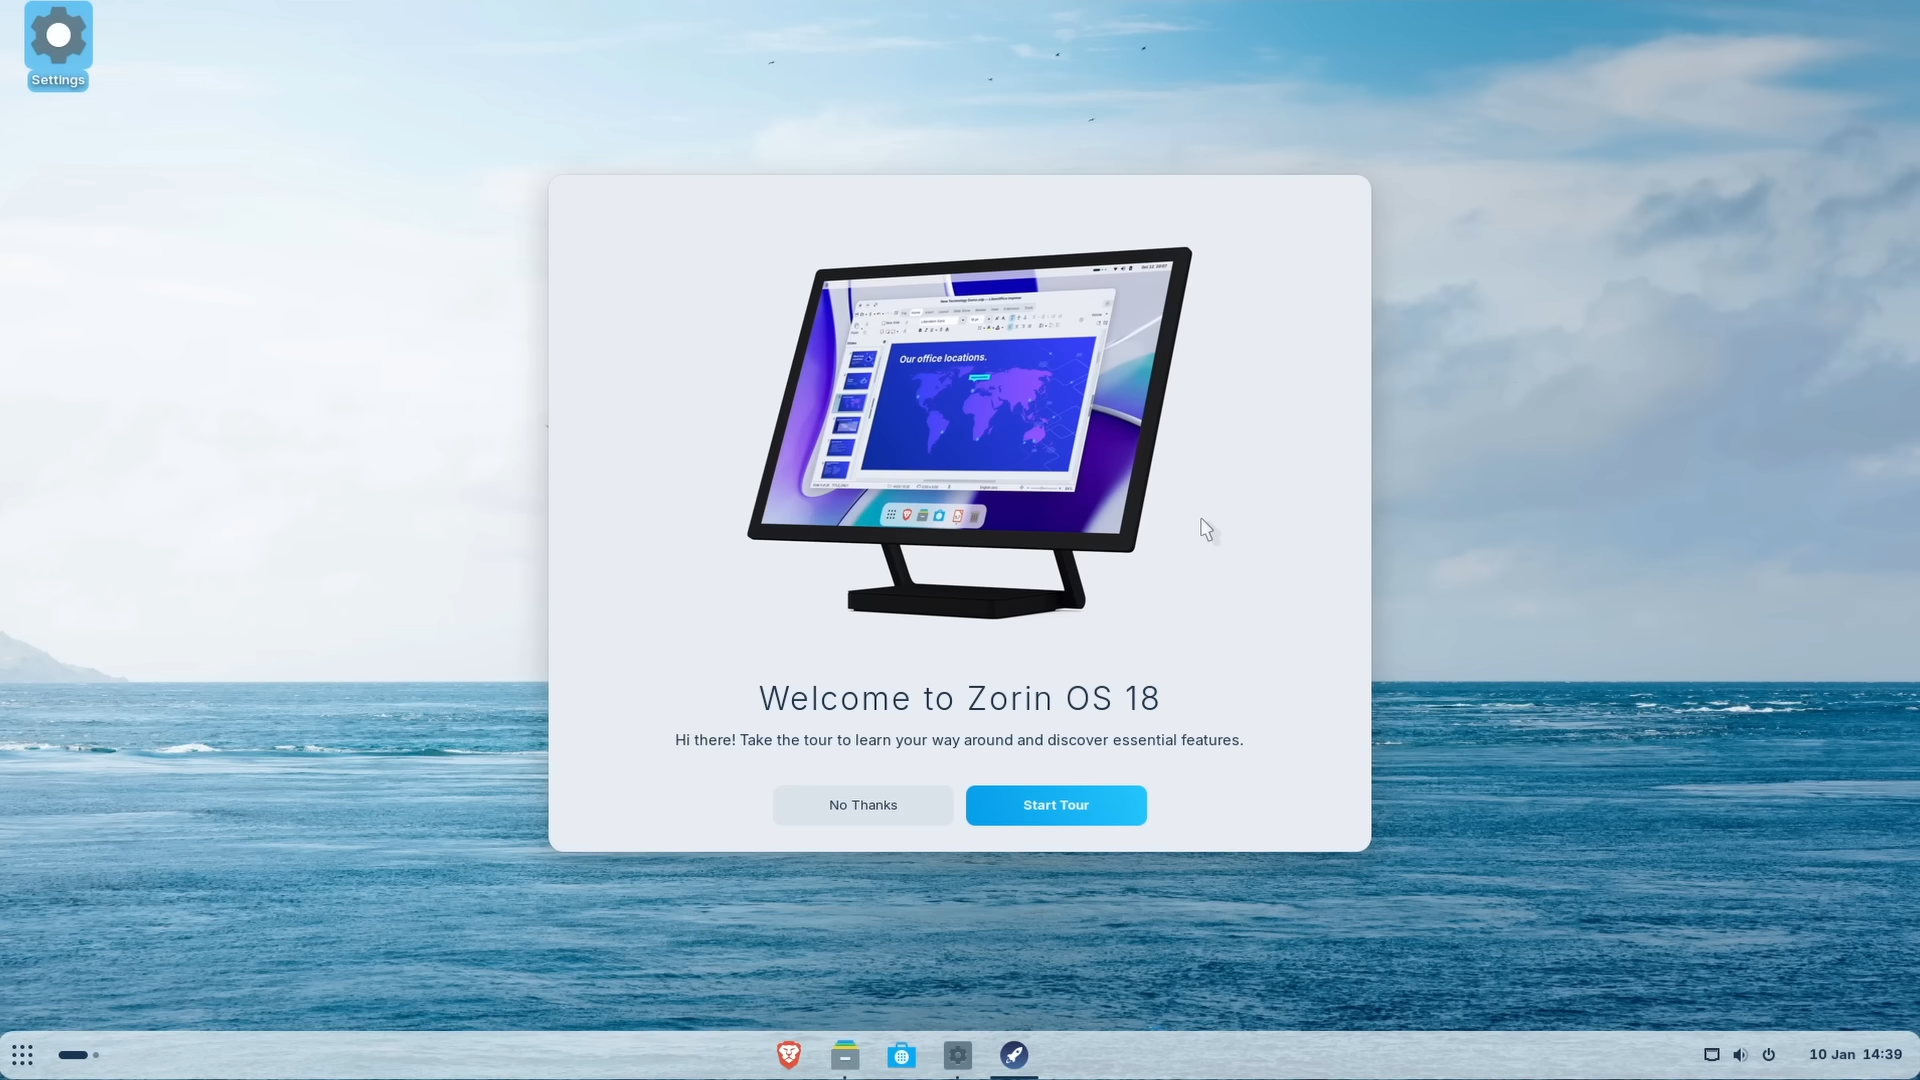 Settings
Our office locations.
Welcome to Zorin OS 18
Hi there! Take the tour to learn your way around and discover essential features.
No Thanks
Start Tour
10 Jan 14:39